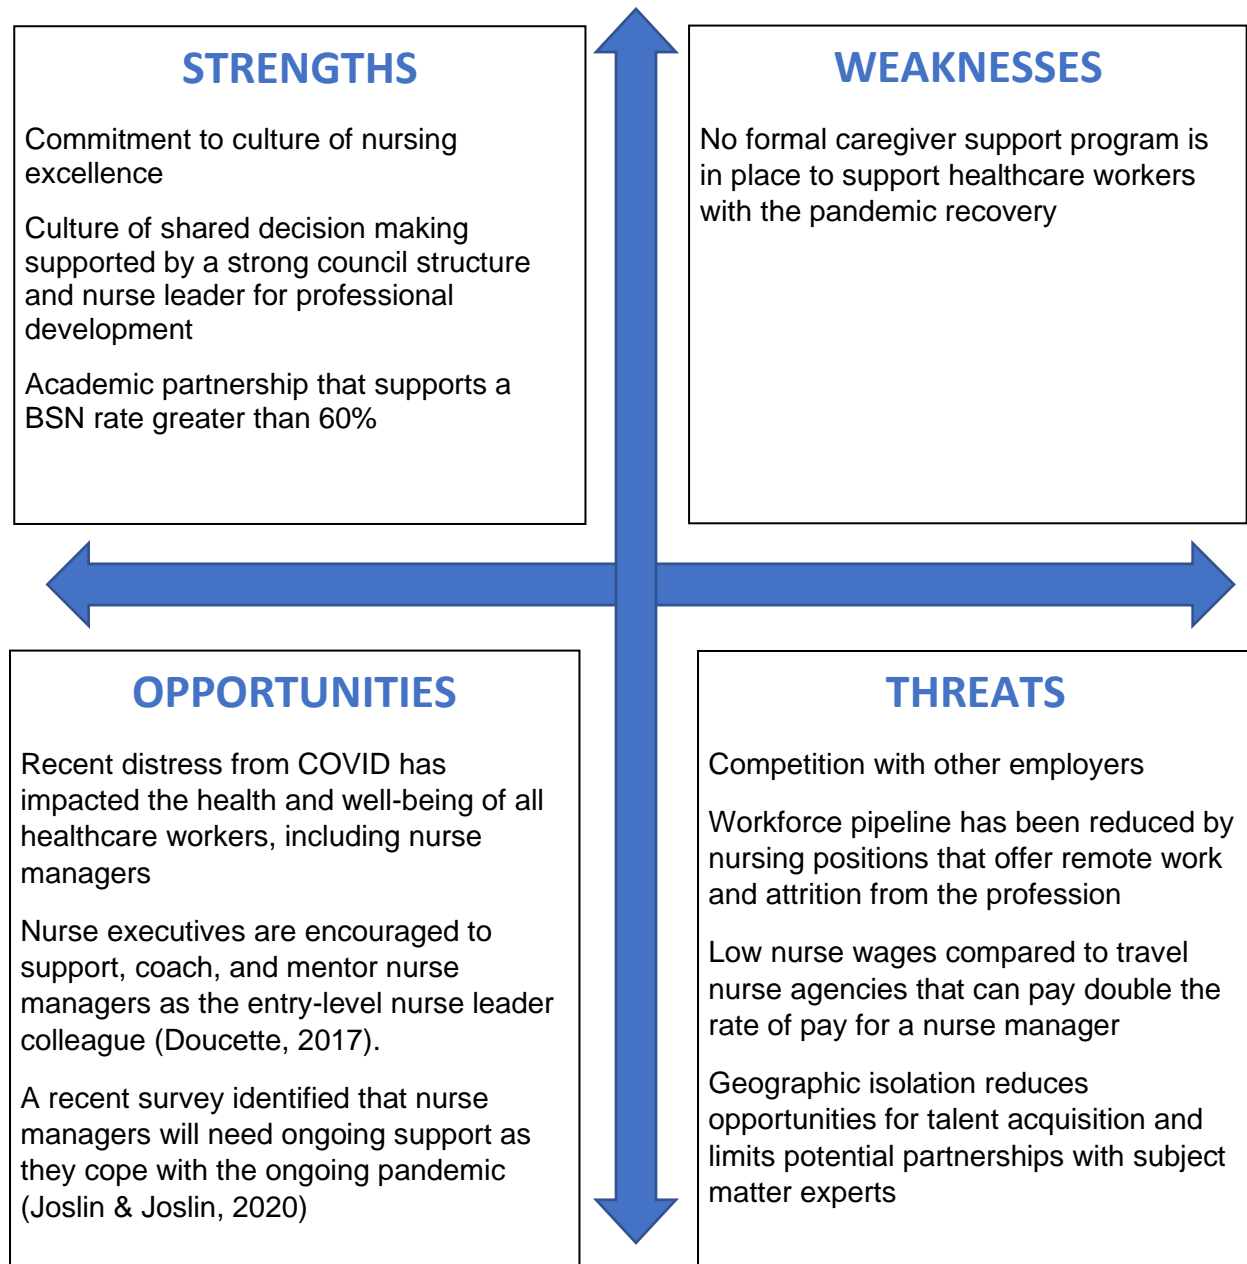 STRENGTHS
Commitment to culture of nursing
excellence
Culture of shared decision making
supported by a strong council structure
and nurse leader for professional
development
Academic partnership that supports a
BSN rate greater than 60%
WEAKNESSES
No formal caregiver support program is
in place to support healthcare workers
with the pandemic recovery
OPPORTUNITIES
Recent distress from COVID has
impacted the health and well-being of all
healthcare workers, including nurse
managers
Nurse executives are encouraged to
support, coach, and mentor nurse
managers as the entry-level nurse leader
colleague (Doucette, 2017).
A recent survey identified that nurse
managers will need ongoing support as
they cope with the ongoing pandemic
(Joslin & Joslin, 2020)
THREATS
Competition with other employers
Workforce pipeline has been reduced by
nursing positions that offer remote work
and attrition from the profession
Low nurse wages compared to travel
nurse agencies that can pay double the
rate of pay for a nurse manager
Geographic isolation reduces
opportunities for talent acquisition and
limits potential partnerships with subject
matter experts